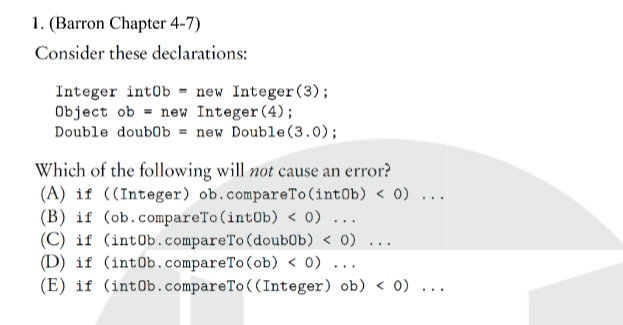 1. (Barron Chapter 4-7)
Consider these declarations:
Integer intOb = new Integer(3);
Object ob = new Integer(4);
Double doubOb = new Double(3.0);
Which of the following will not cause an error?
(A) if ((Integer) ob.compareTo(intOb) < 0) ...
(B) if (ob.compareTo(intOb) < 0) ...
(C) if (intOb.compareTo(doubOb) < 0) ...
(D) if (intOb.compareTo(ob) < 0) ...
(E) if (intOb.compareTo((Integer) ob) < 0) ...